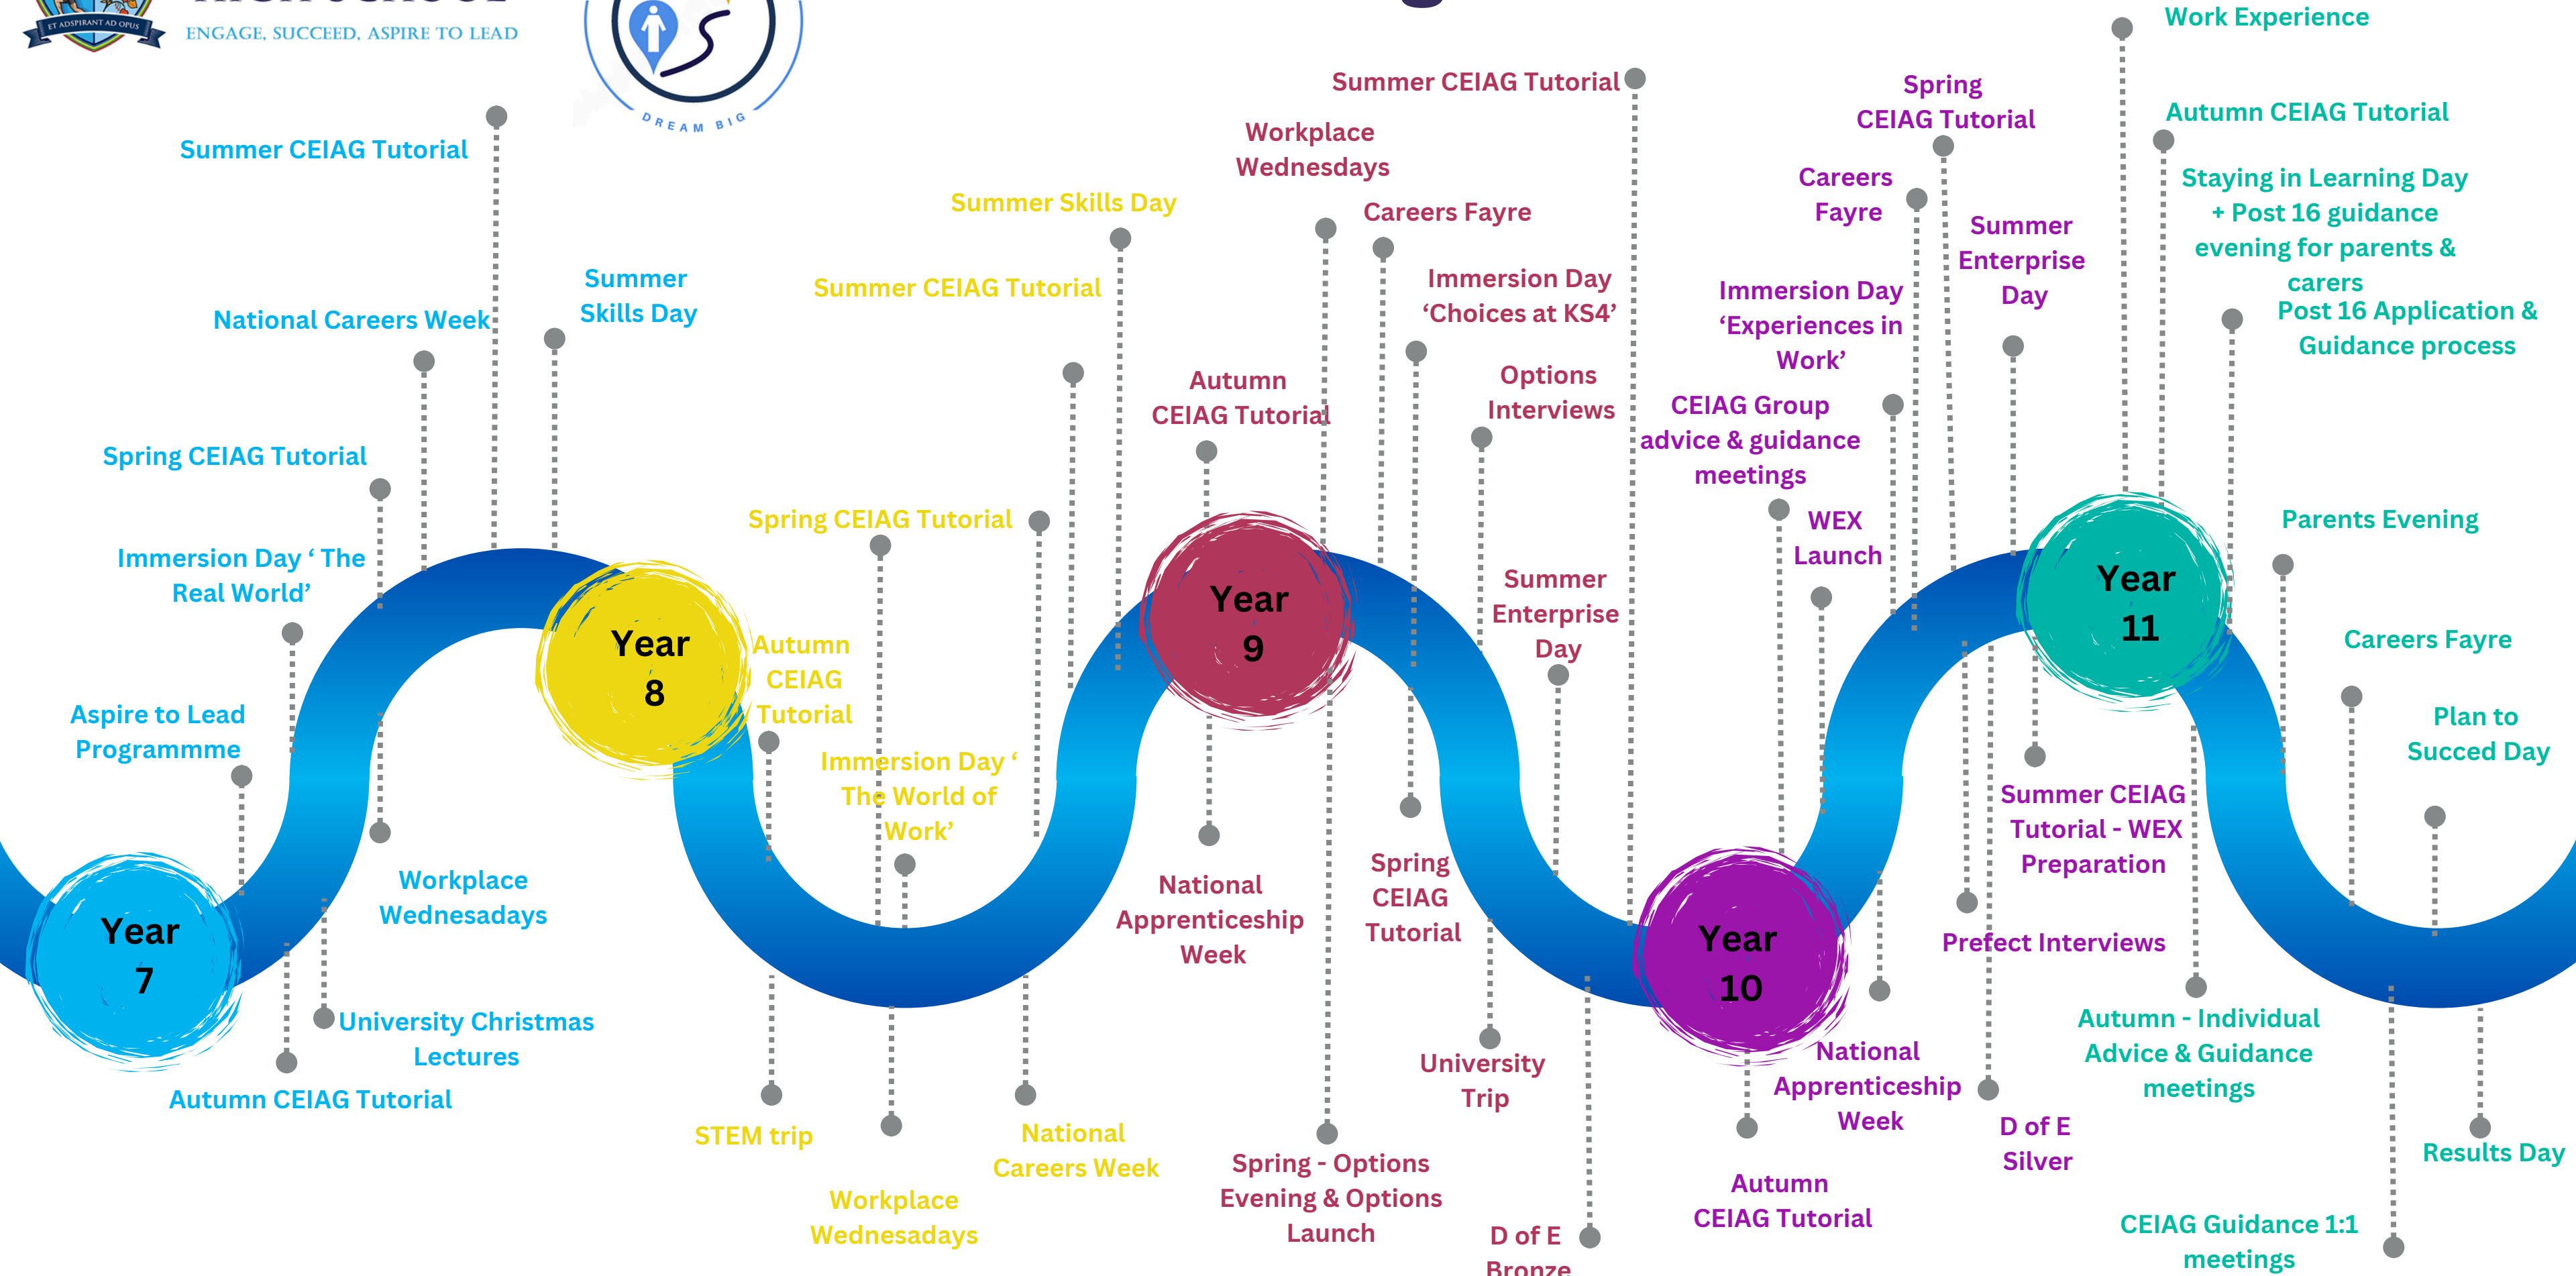 ET ADSPIRANT AD OPUS
ENGAGE, SUCCEED, ASPIRE TO LEAD
DREAM BIG
Summer CEIAG Tutorial
National Careers Week
Summer
Skills Day
Spring CEIAG Tutorial
Immersion Day ‘ The
Real World’
Aspire to Lead
Programmme
Year
7
Workplace
Wednesadays
University Christmas
Lectures
Autumn CEIAG Tutorial
Year
8
Autumn
CEIAG
Tutorial
Spring CEIAG Tutorial
Immersion Day ‘
The World of
Work’
Summer Skills Day
Summer CEIAG Tutorial
STEM trip
Workplace
Wednesadays
National
Careers Week
Year
9
Autumn
CEIAG Tutorial
Workplace
Wednesdays
Careers Fayre
Immersion Day
‘Choices at KS4’
Options
Interviews
Summer CEIAG Tutorial
Summer
Enterprise
Day
National
Apprenticeship
Week
Spring
CEIAG
Tutorial
Spring - Options
Evening & Options
Launch
University
Trip
D of E
Bronze
Year
10
Spring
CEIAG Tutorial
Careers
Fayre
Summer
Enterprise
Day
Immersion Day
‘Experiences in
Work’
CEIAG Group
advice & guidance
meetings
WEX
Launch
Summer CEIAG
Tutorial - WEX
Preparation
Prefect Interviews
National
Apprenticeship
Week
D of E
Silver
Autumn
CEIAG Tutorial
Year
11
Work Experience
Autumn CEIAG Tutorial
Staying in Learning Day
+ Post 16 guidance
evening for parents &
carers
Post 16 Application &
Guidance process
Parents Evening
Careers Fayre
Plan to
Succed Day
Autumn - Individual
Advice & Guidance
meetings
Results Day
CEIAG Guidance 1:1
meetings